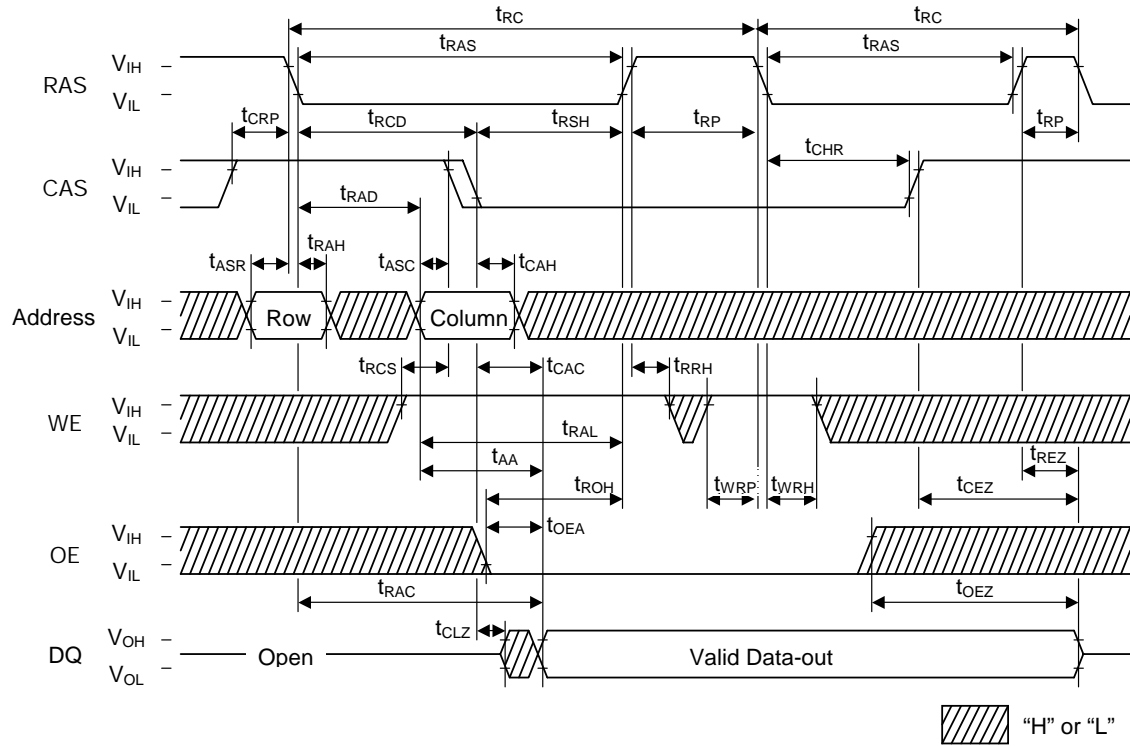 tRC tRC
tRAS tRAS
RAS VIH
VIL
tCRP tRCD tRSH tRP tRP
tCHR
CAS VIH
VIL
tRAD
tRAH
tASR tASC tCAH
Address VIH
VIL
Row Column
tRCS tCAC tRRH
WE VIH
VIL
tRAL
tAA tREZ
tROH tWRP tWRH tCEZ
tOEA
OE VIH
VIL
tRAC tOEZ
tCLZ
DQ VOH
VOL
Open Valid Data-out
“H” or “L”